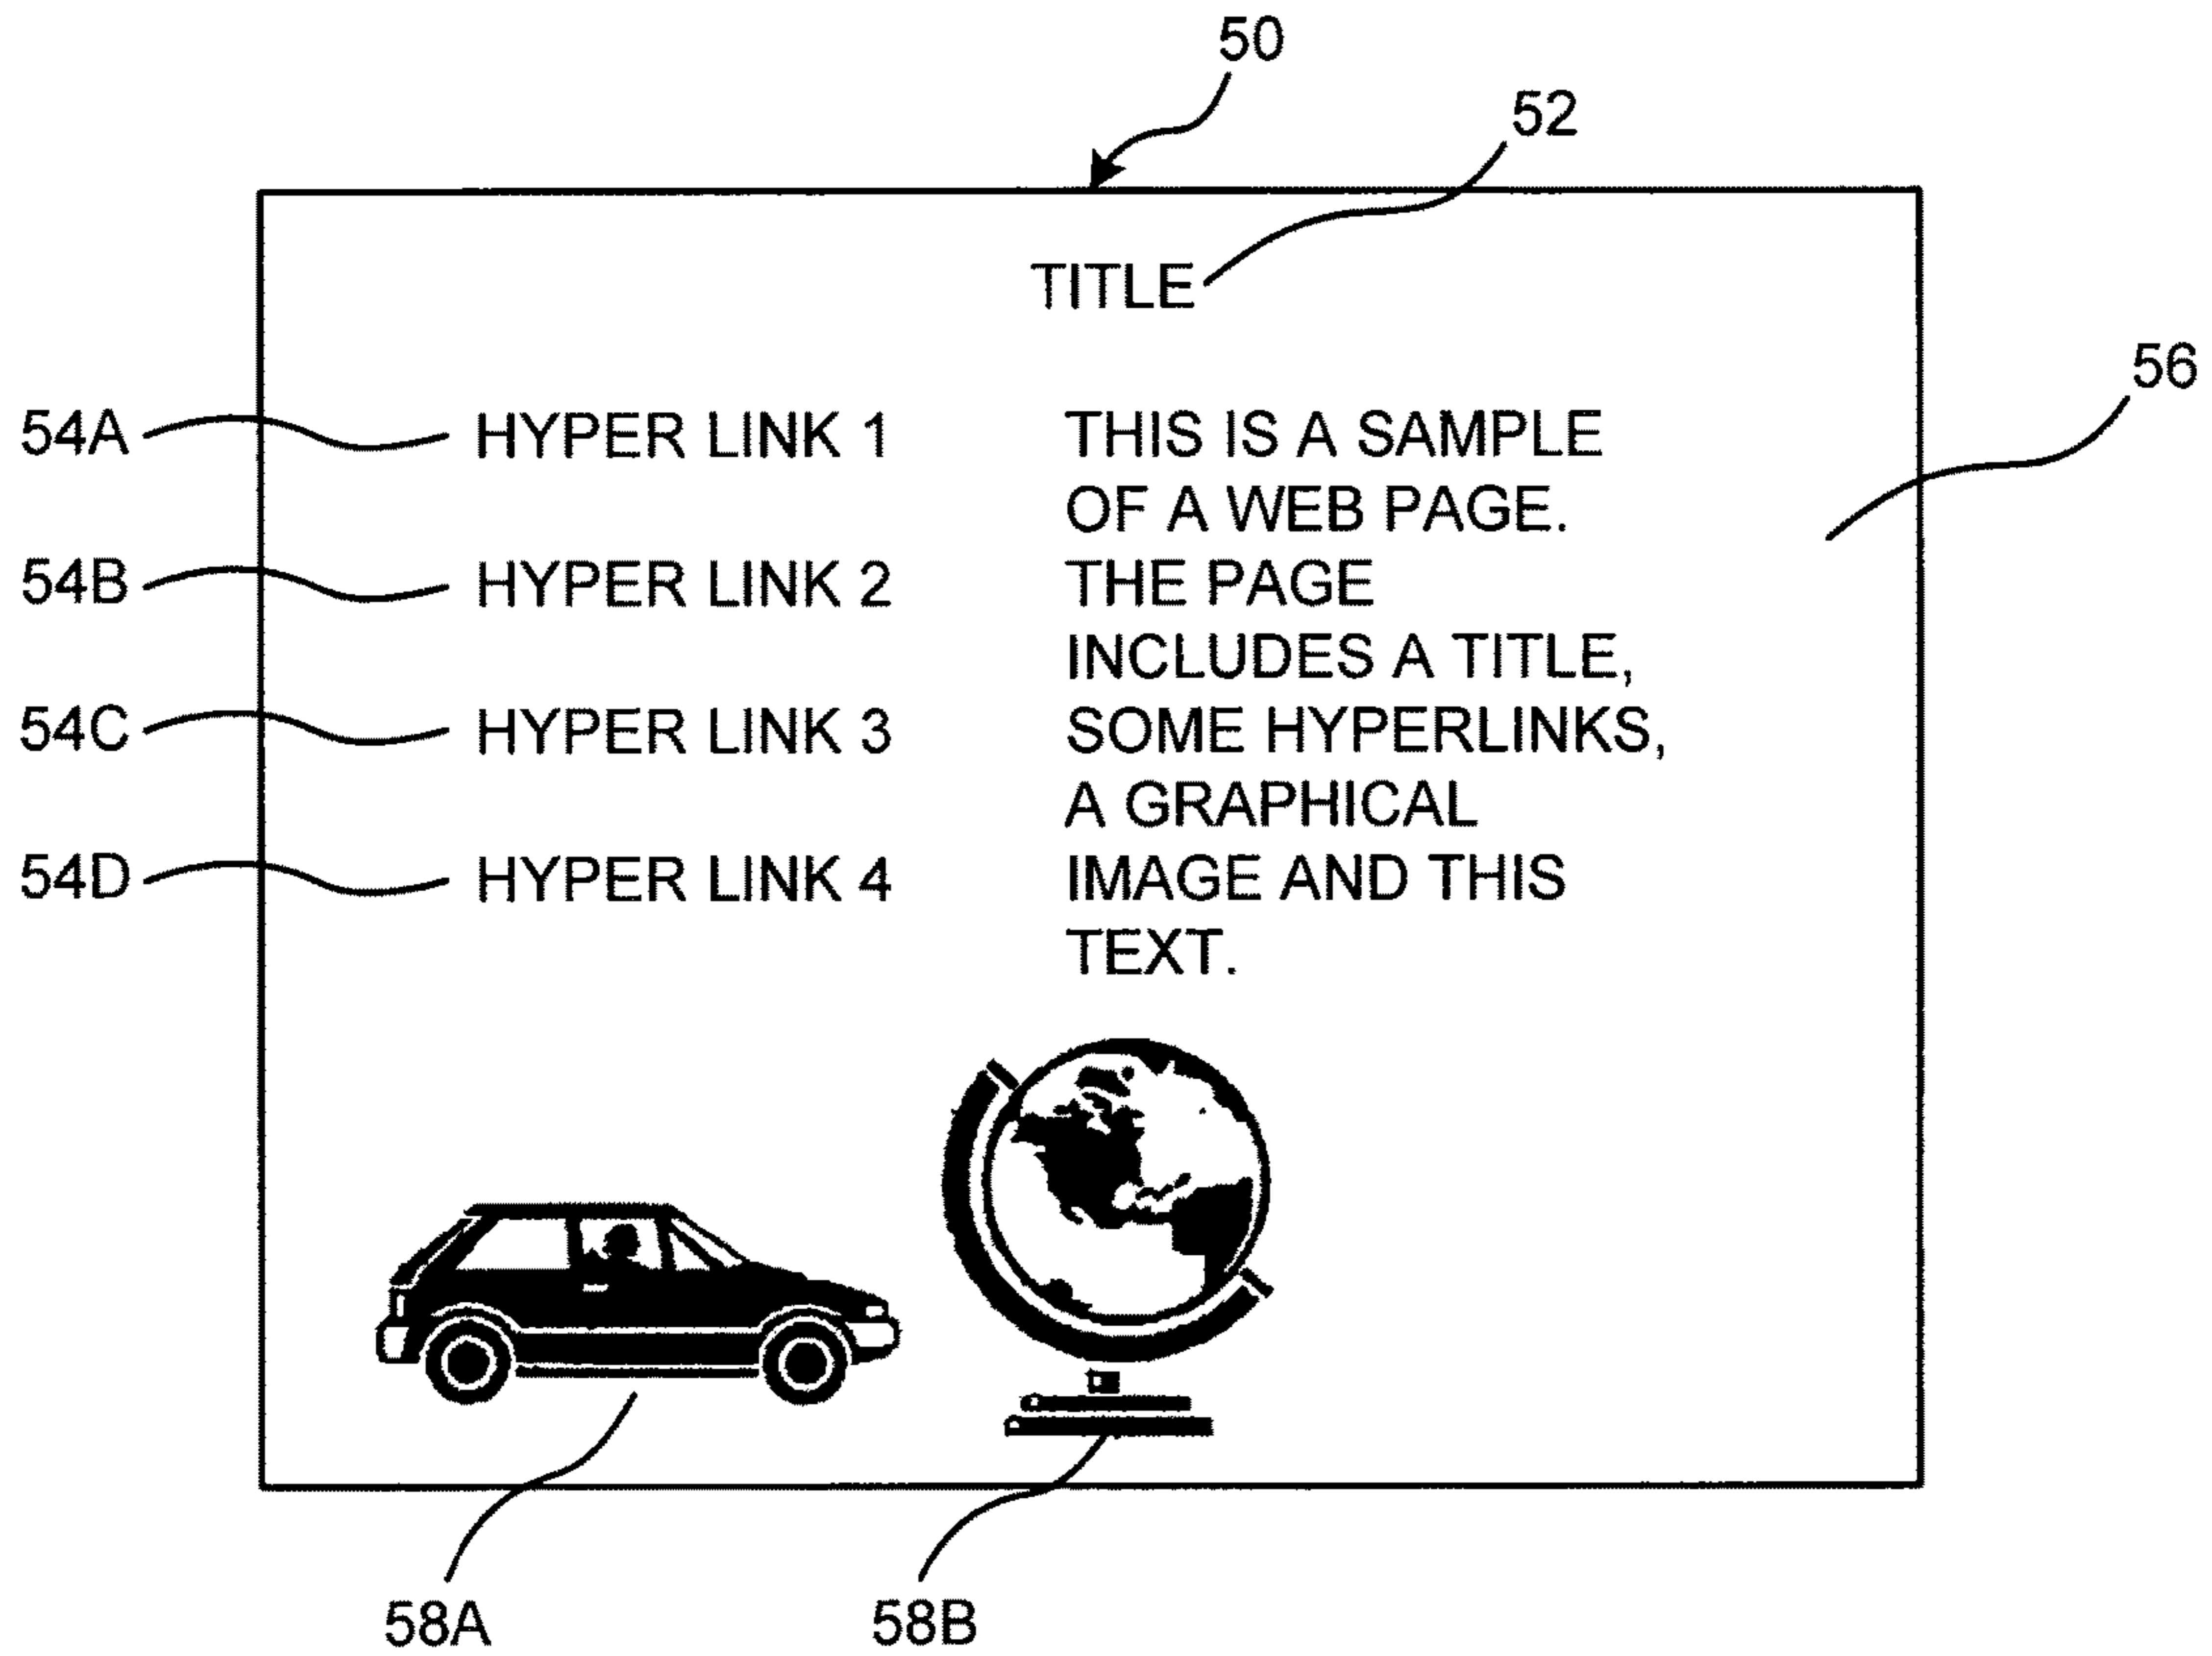 50
52
TITLE
56
54A HYPER LINK 1
54B HYPER LINK 2
54C HYPER LINK 3
54D HYPER LINK 4
THIS IS A SAMPLE
OF A WEB PAGE.
THE PAGE
INCLUDES A TITLE,
SOME HYPERLINKS,
A GRAPHICAL
IMAGE AND THIS
TEXT.
58A
58B